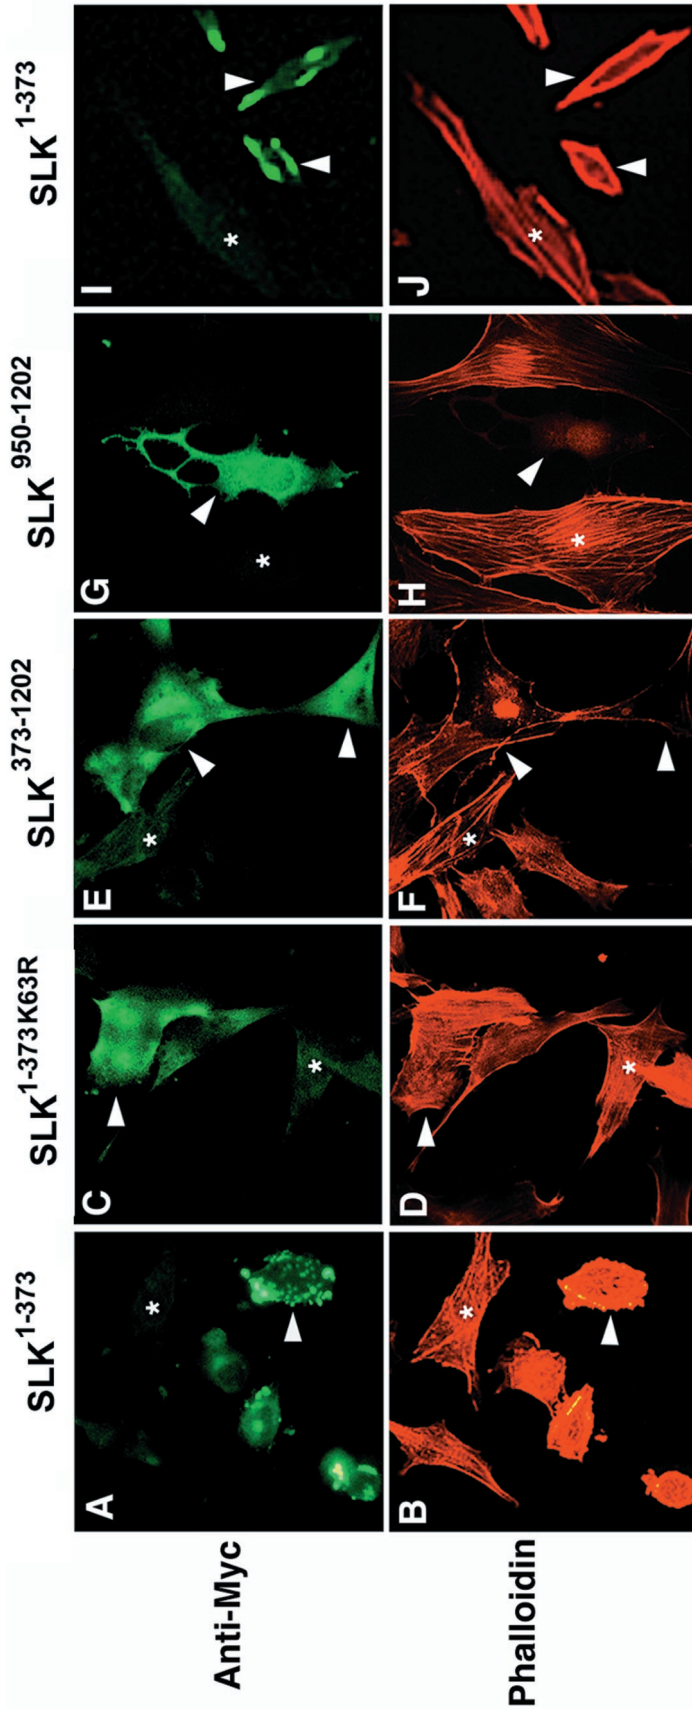 SLK1-373
SLK1-373K63R
SLK373-1202
SLK950-1202
SLK1-373
Anti-Myc
A
*
C
*
E
*
G
*
I
*
Phalloidin
B
*
D
*
F
*
H
*
J
*